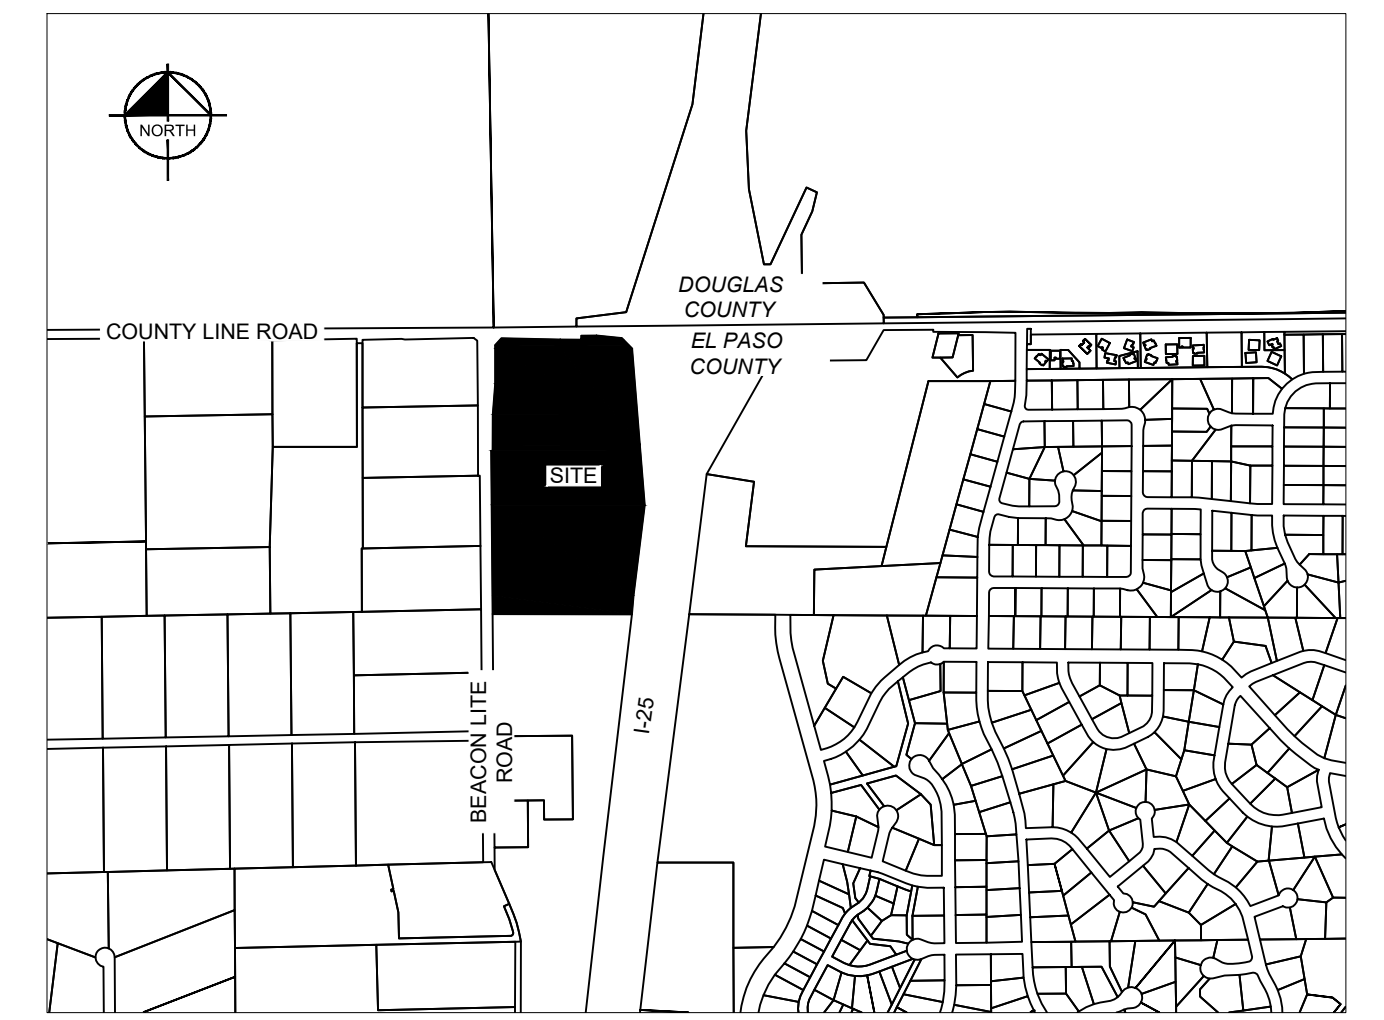 NORTH
DOUGLAS
COUNTY
COUNTY LINE ROAD
EL PASO
COUNTY
SITE
I-25
BEACON LITE
ROAD